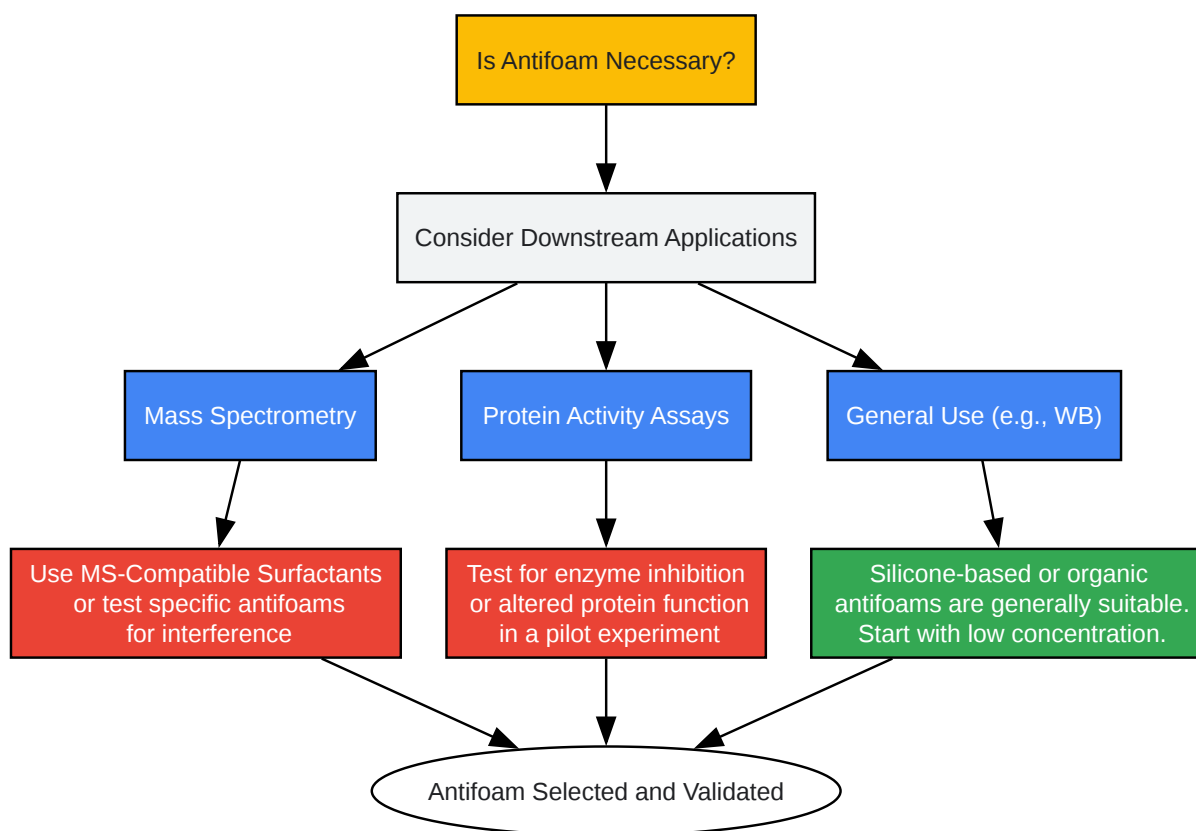 Is Antifoam Necessary?
Consider Downstream Applications
Mass Spectrometry
Protein Activity Assays
General Use (e.g., WB)
Use MS-Compatible Surfactants
or test specific antifoams
for interference
Test for enzyme inhibition
or altered protein function
in a pilot experiment
Silicone-based or organic
antifoams are generally suitable.
Start with low concentration.
Antifoam Selected and Validated